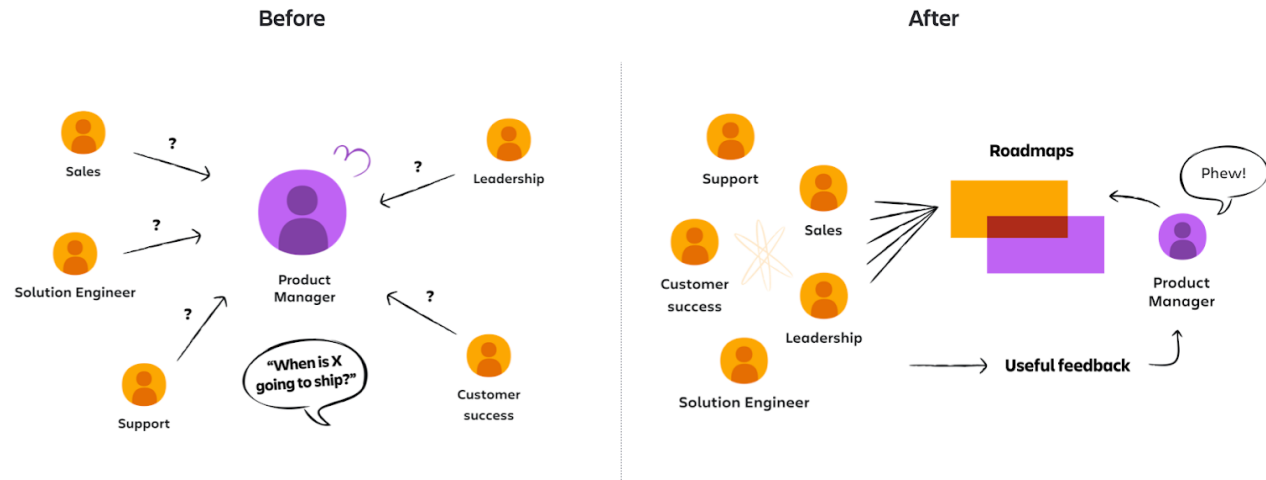 Before
?
Sales
?
Leadership
?
Solution Engineer
Product
Manager
?
?
“When is X
going to ship?”
Support
Customer
success
After
Support
Sales
Customer
success
Leadership
Solution Engineer
Roadmaps
Phew!
Product
Manager
Useful feedback